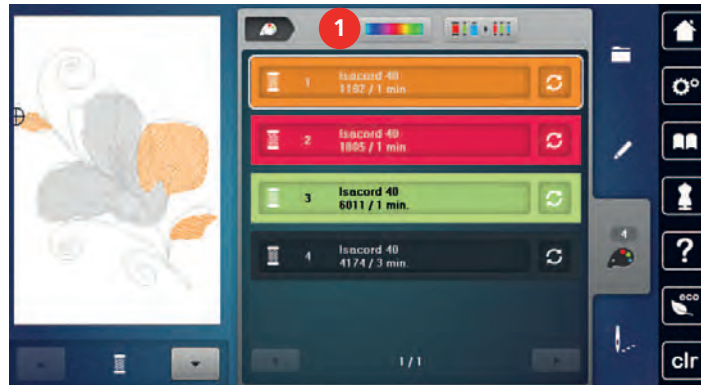 1
1 Isacord 40
1102 / 1 min.
2 Isacord 40
1805 / 1 min.
3 Isacord 40
6011 / 1 min.
4 Isacord 40
4174 / 3 min.
1/1
4
?
eco
clr